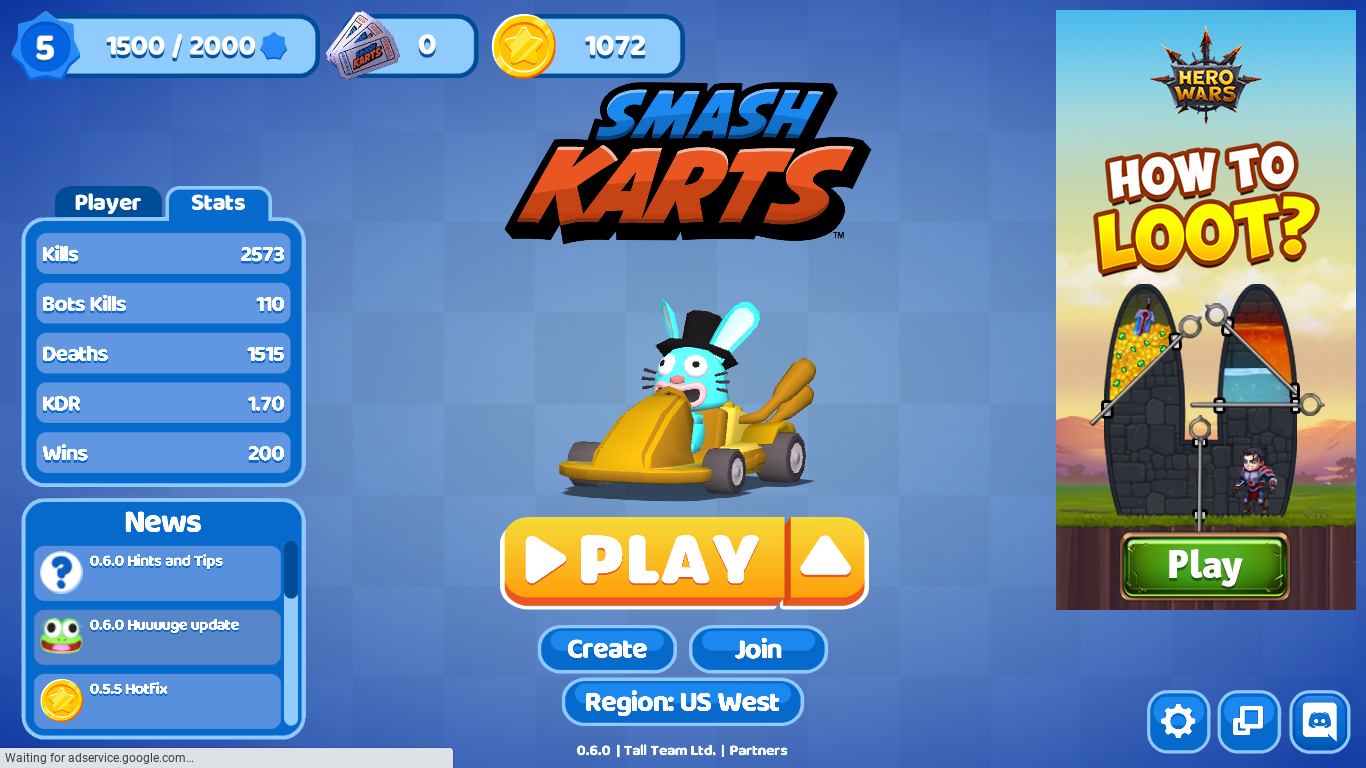 5
1500 / 2000
SMASH
KARTS
0
1072
SMASH
KARTS
TM
Player
Stats
Kills 2573
Bots Kills 110
Deaths 1515
KDR 1.70
Wins 200
News
0.6.0 Hints and Tips
0.6.0 Huuuuge update
0.5.5 Hotfix
PLAY
Create
Join
Region: US West
0.6.0 | Tall Team Ltd. | Partners
HERO
WARS
HOW TO
LOOT?
Play
Waiting for adservice.google.com...